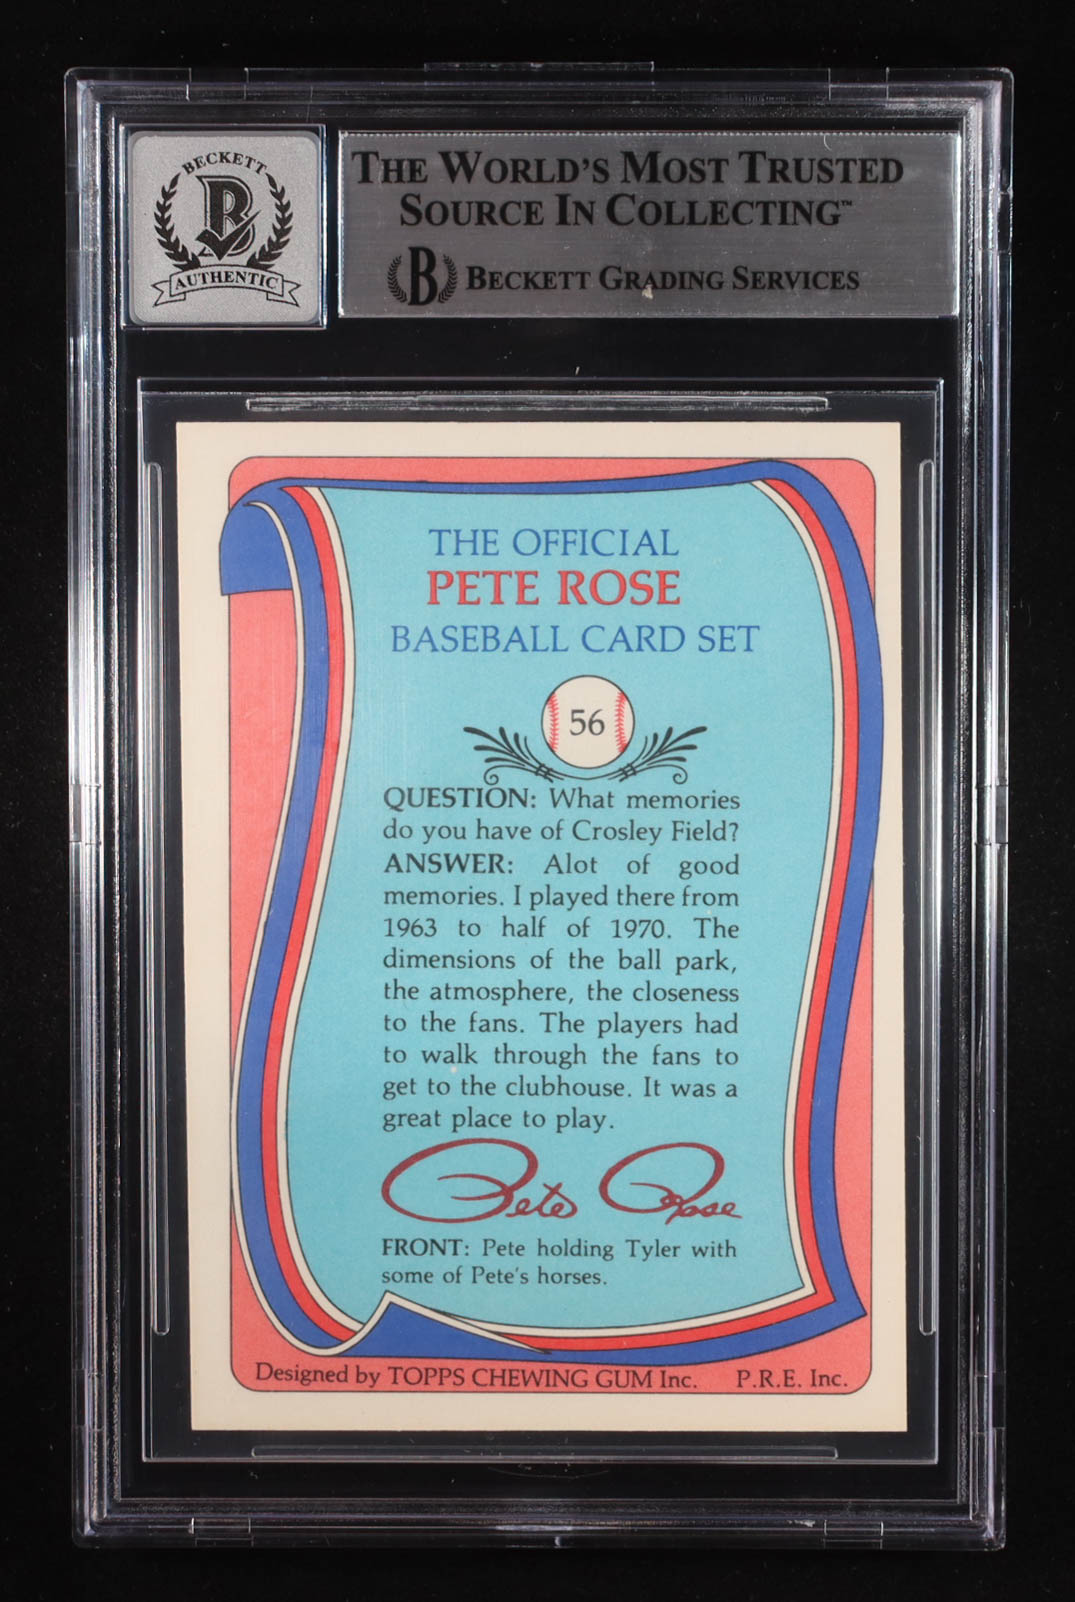 BECKETT
B
AUTHENTIC
THE WORLD'S MOST TRUSTED
SOURCE IN COLLECTING™
B BECKETT GRADING SERVICES
THE OFFICIAL
PETE ROSE
BASEBALL CARD SET
56
QUESTION: What memories
do you have of Crosley Field?
ANSWER: Alot of good
memories. I played there from
1963 to half of 1970. The
dimensions of the ball park,
the atmosphere, the closeness
to the fans. The players had
to walk through the fans to
get to the clubhouse. It was a
great place to play.
Pete Rose
FRONT: Pete holding Tyler with
some of Pete's horses.
Designed by TOPPS CHEWING GUM Inc. P.R.E. Inc.